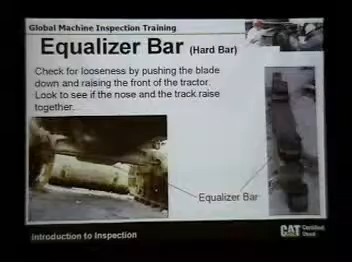 Global Machine Inspection Training
Equalizer Bar (Hard Bar)
Check for looseness by pushing the blade
down and raising the front of the tractor.
Look to see if the nose and the track raise
together...
Equalizer Bar
Introduction to Inspection
CAT Certified
Used